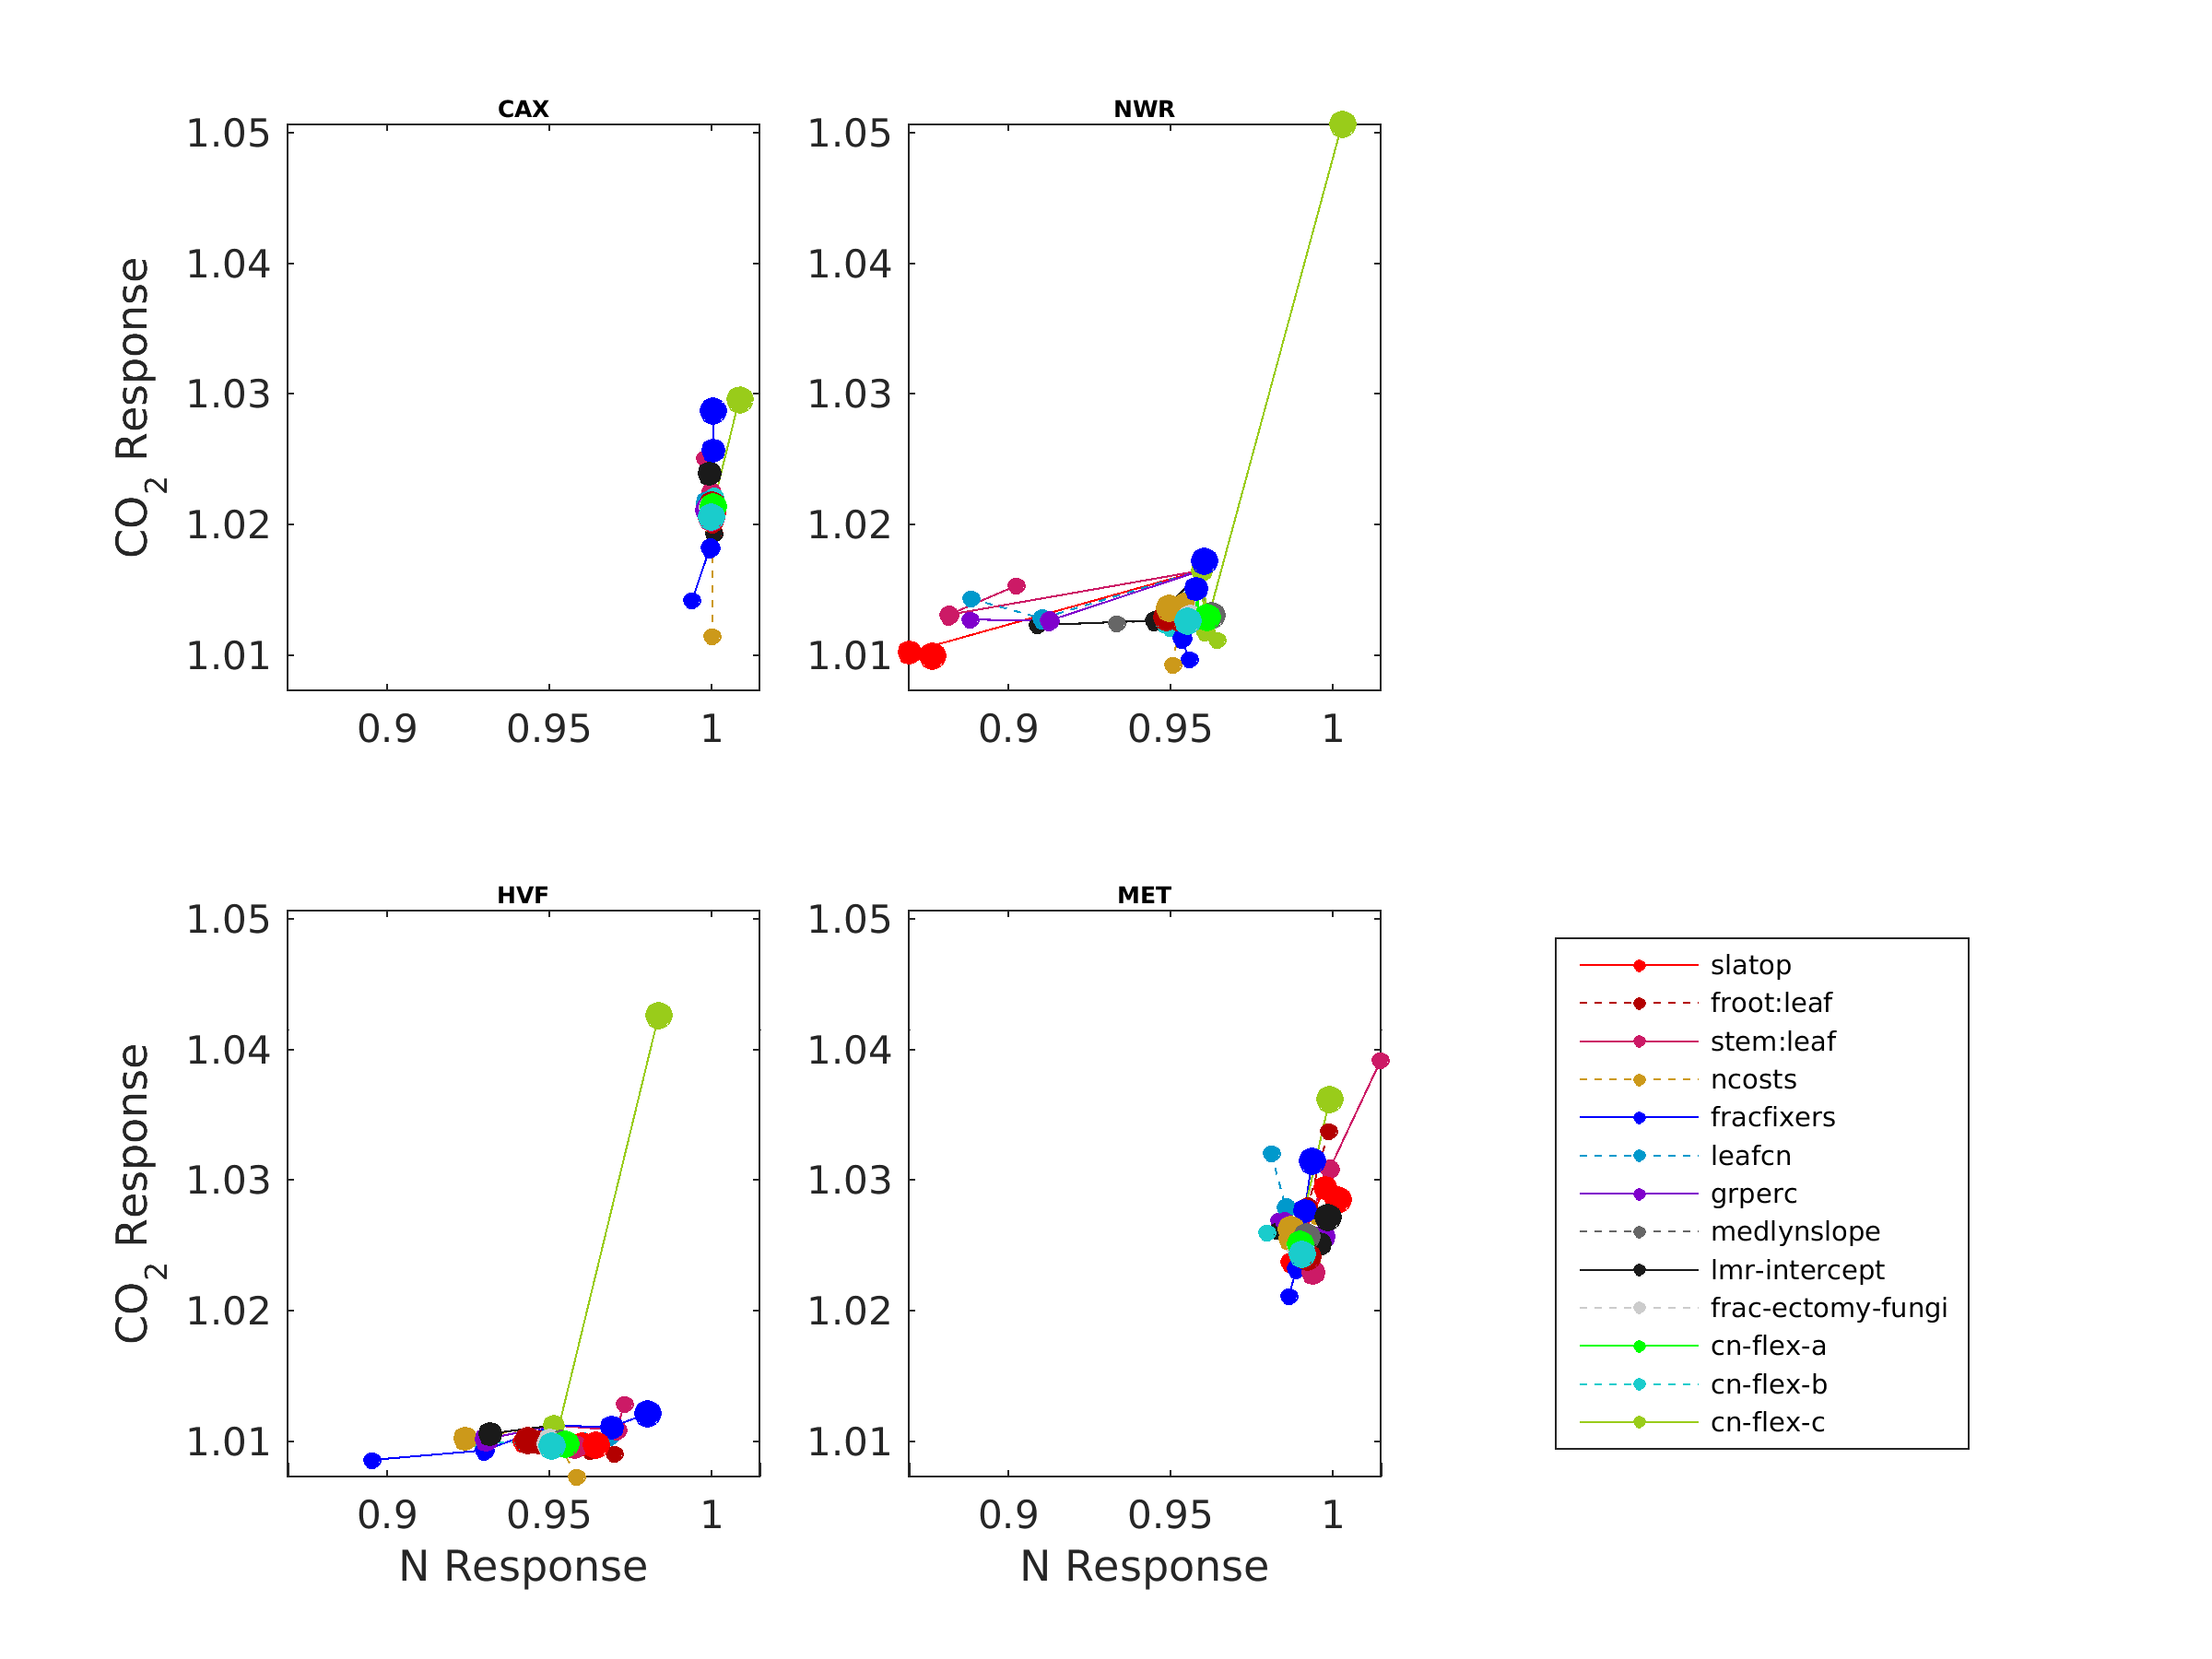 CAX
1.05
1.04
1.03
1.02
1.01
0.9 0.95 1
CO2 Response
NWR
1.05
1.04
1.03
1.02
1.01
0.9 0.95 1
HVF
1.05
1.04
1.03
1.02
1.01
0.9 0.95 1
CO2 Response
N Response
MET
1.05
1.04
1.03
1.02
1.01
0.9 0.95 1
N Response
slatop
froot:leaf
stem:leaf
ncosts
fracfixers
leafcn
grperc
medlynslope
lmr-intercept
frac-ectomy-fungi
cn-flex-a
cn-flex-b
cn-flex-c